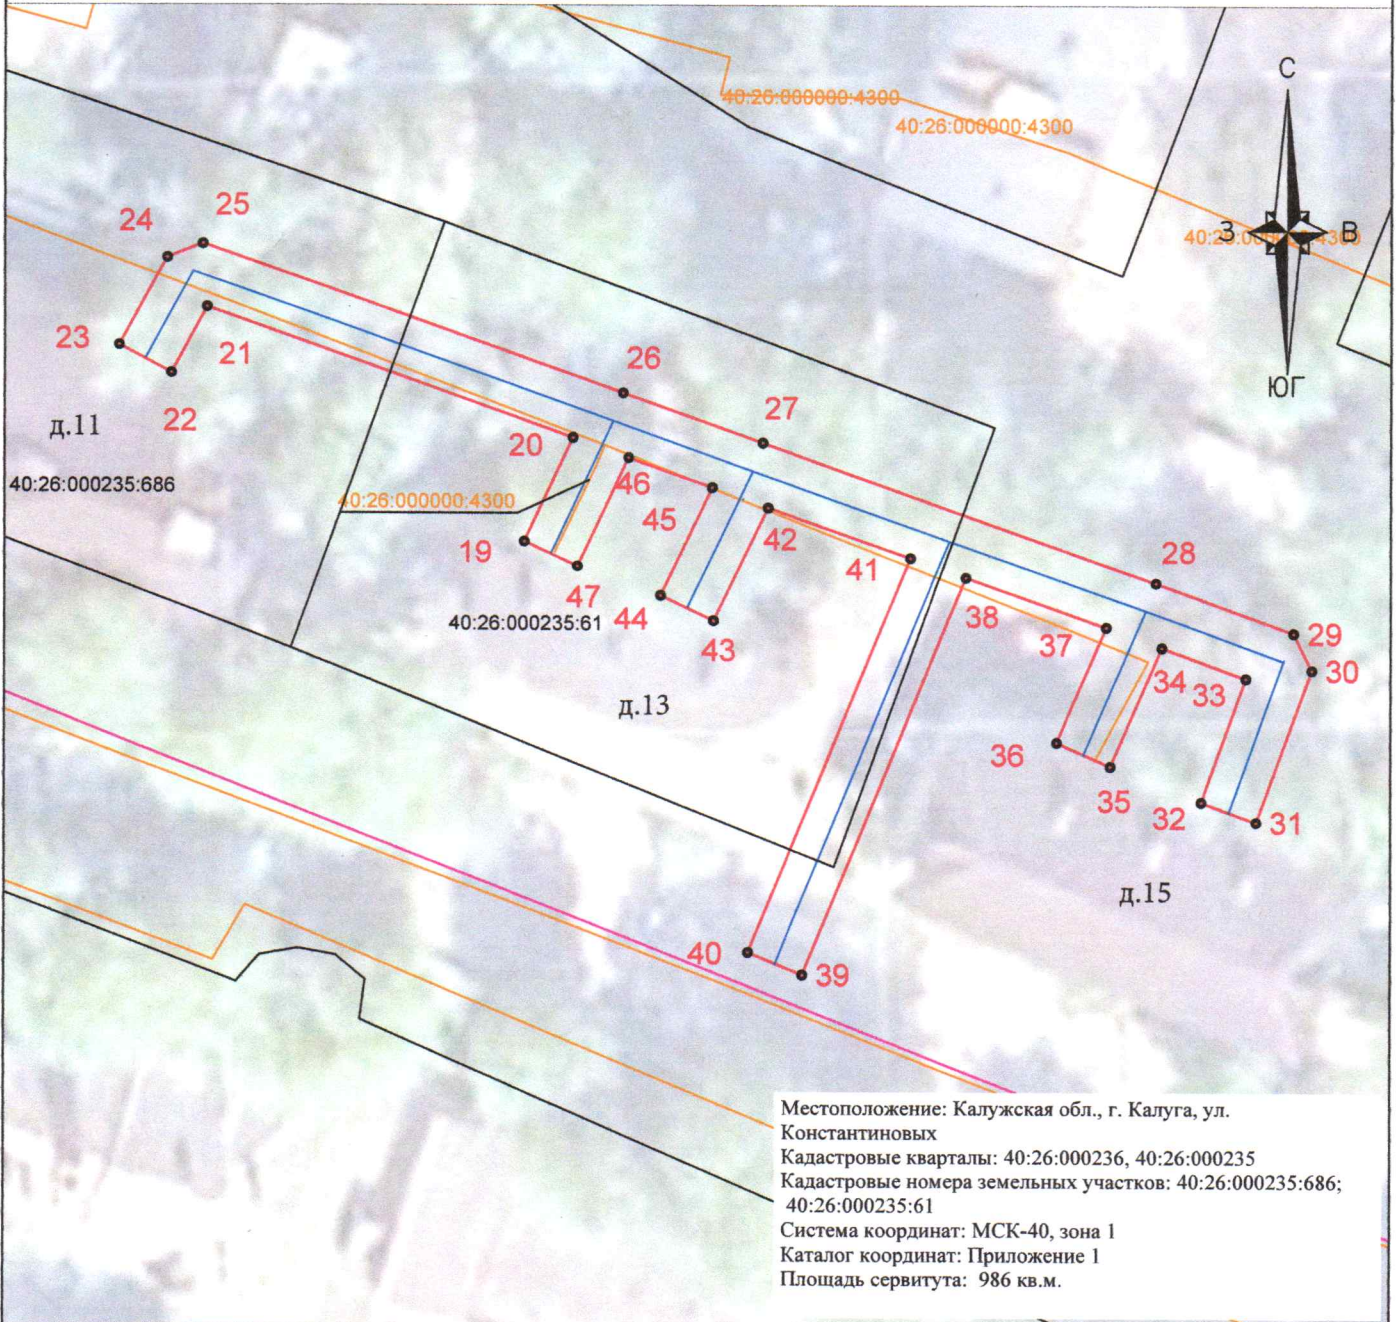 С
40:26:000000:4300
40:26:000000:4300
25
24
З
В
40:26:000000:4300
23
21
26
ЮГ
22
27
д.11
20
46
40:26:000235:686
40:26:000000:4300
45
42
19
41
47
28
44
40:26:000235:61
38
43
37
29
34
30
33
д.13
36
35
32
31
д.15
40
39
Местоположение: Калужская обл., г. Калуга, ул.
Константиновых
Кадастровые кварталы: 40:26:000236, 40:26:000235
Кадастровые номера земельных участков: 40:26:000235:686;
40:26:000235:61
Система координат: МСК-40, зона 1
Каталог координат: Приложение 1
Площадь сервитута: 986 кв.м.